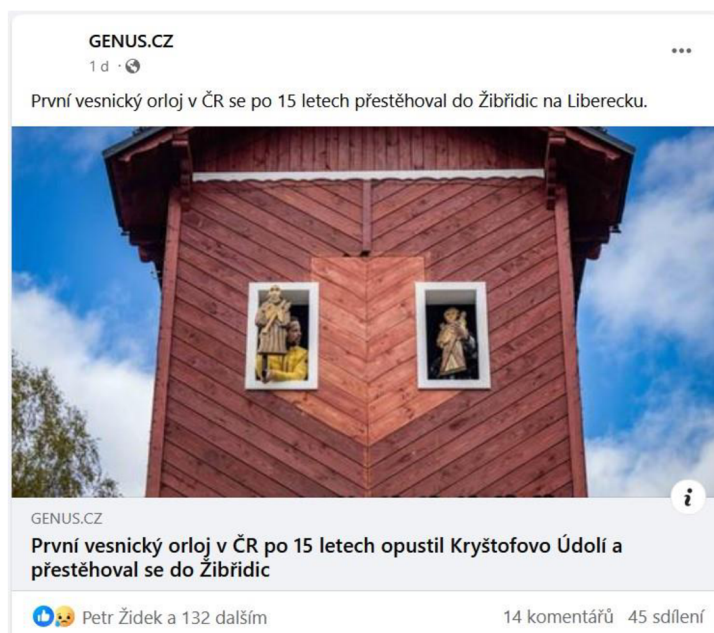 GENUS.CZ
1 d ·
První vesnický orloj v ČR se po 15 letech přestěhoval do Žibřidic na Liberecku.
i
GENUS.CZ
První vesnický orloj v ČR po 15 letech opustil Kryštofovo Údolí a
přestěhoval se do Žibřidic
Petr Židek a 132 dalším 14 komentářů 45 sdílení